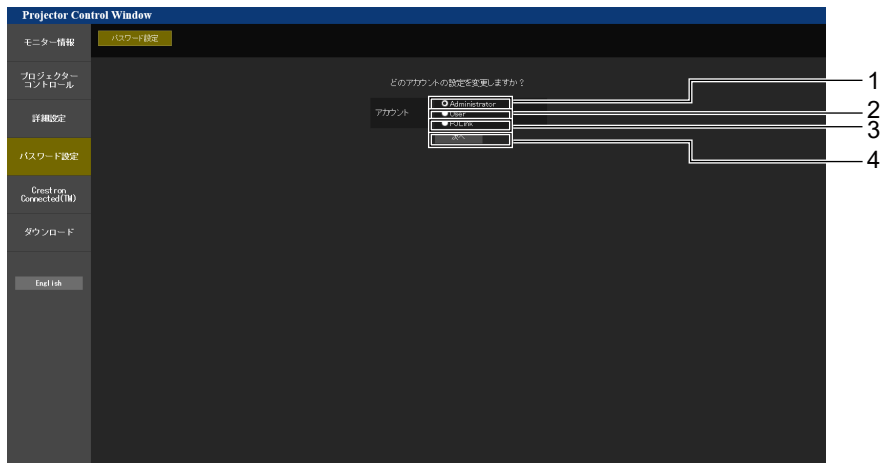 Projector Control Window
モニター情報
パスワード設定
プロジェクター
コントロール
どのアカウントの設定を変更しますか？
1
アカウント
Administrator
User
2
PJLink
3
詳細設定
次へ
4
パスワード設定
Crestron
Connected(TM)
ダウンロード
English